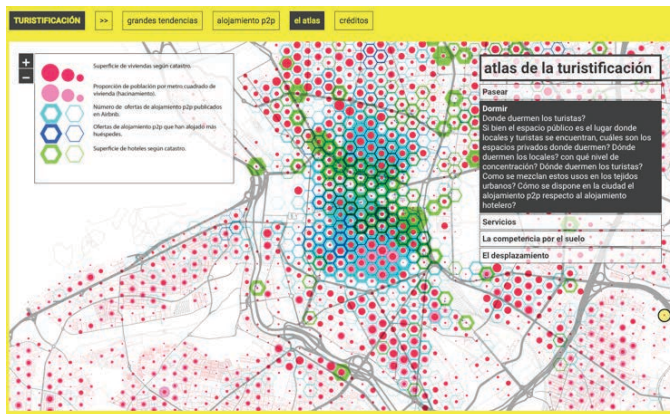 TURISTIFICACIÓN
>>
grandes tendencias
alojamiento p2p
el atlas
créditos
+
−
Superficie de viviendas según catastro.
Proporción de población por metro cuadrado de
vivienda (hacinamiento).
Número de ofertas de alojamiento p2p publicados
en Airbnb.
Ofertas de alojamiento p2p que han alojado más
huéspedes.
Superficie de hoteles según catastro.
atlas de la turistificación
Pasear
Dormir
Donde duermen los turistas?
Si bien el espacio público es el lugar donde
locales y turistas se encuentran, cuáles son los
espacios privados donde duermen? Dónde
duermen los locales? con qué nivel de
concentración? Dónde duermen los turistas?
Como se mezclan estos usos en los tejidos
urbanos? Cómo se dispone en la ciudad el
alojamiento p2p respecto al alojamiento
hotelero?
Servicios
La competencia por el suelo
El desplazamiento